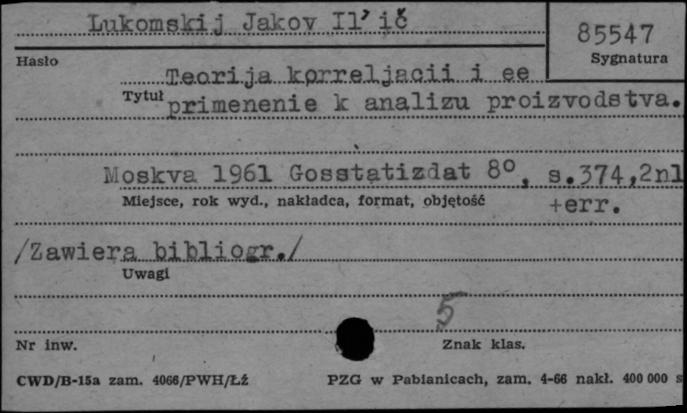 Lukomskij Jakov Il'ič
85547
Hasło
Sygnatura
Teorija korreljacii i ee
Tytuł primenenie k analizu proizvodstva.
Moskva 1961 Gosstatizdat 8°, s.374,2nl
Miejsce, rok wyd., nakładca, format, objętość
+err.
/Zawiera bibliogr./
Uwagi
5
Nr inw.
Znak klas.
CWD/B-15a zam. 4066/PWH/Łź
PZG w Pabianicach, zam. 4-66 nakł. 400 000 s